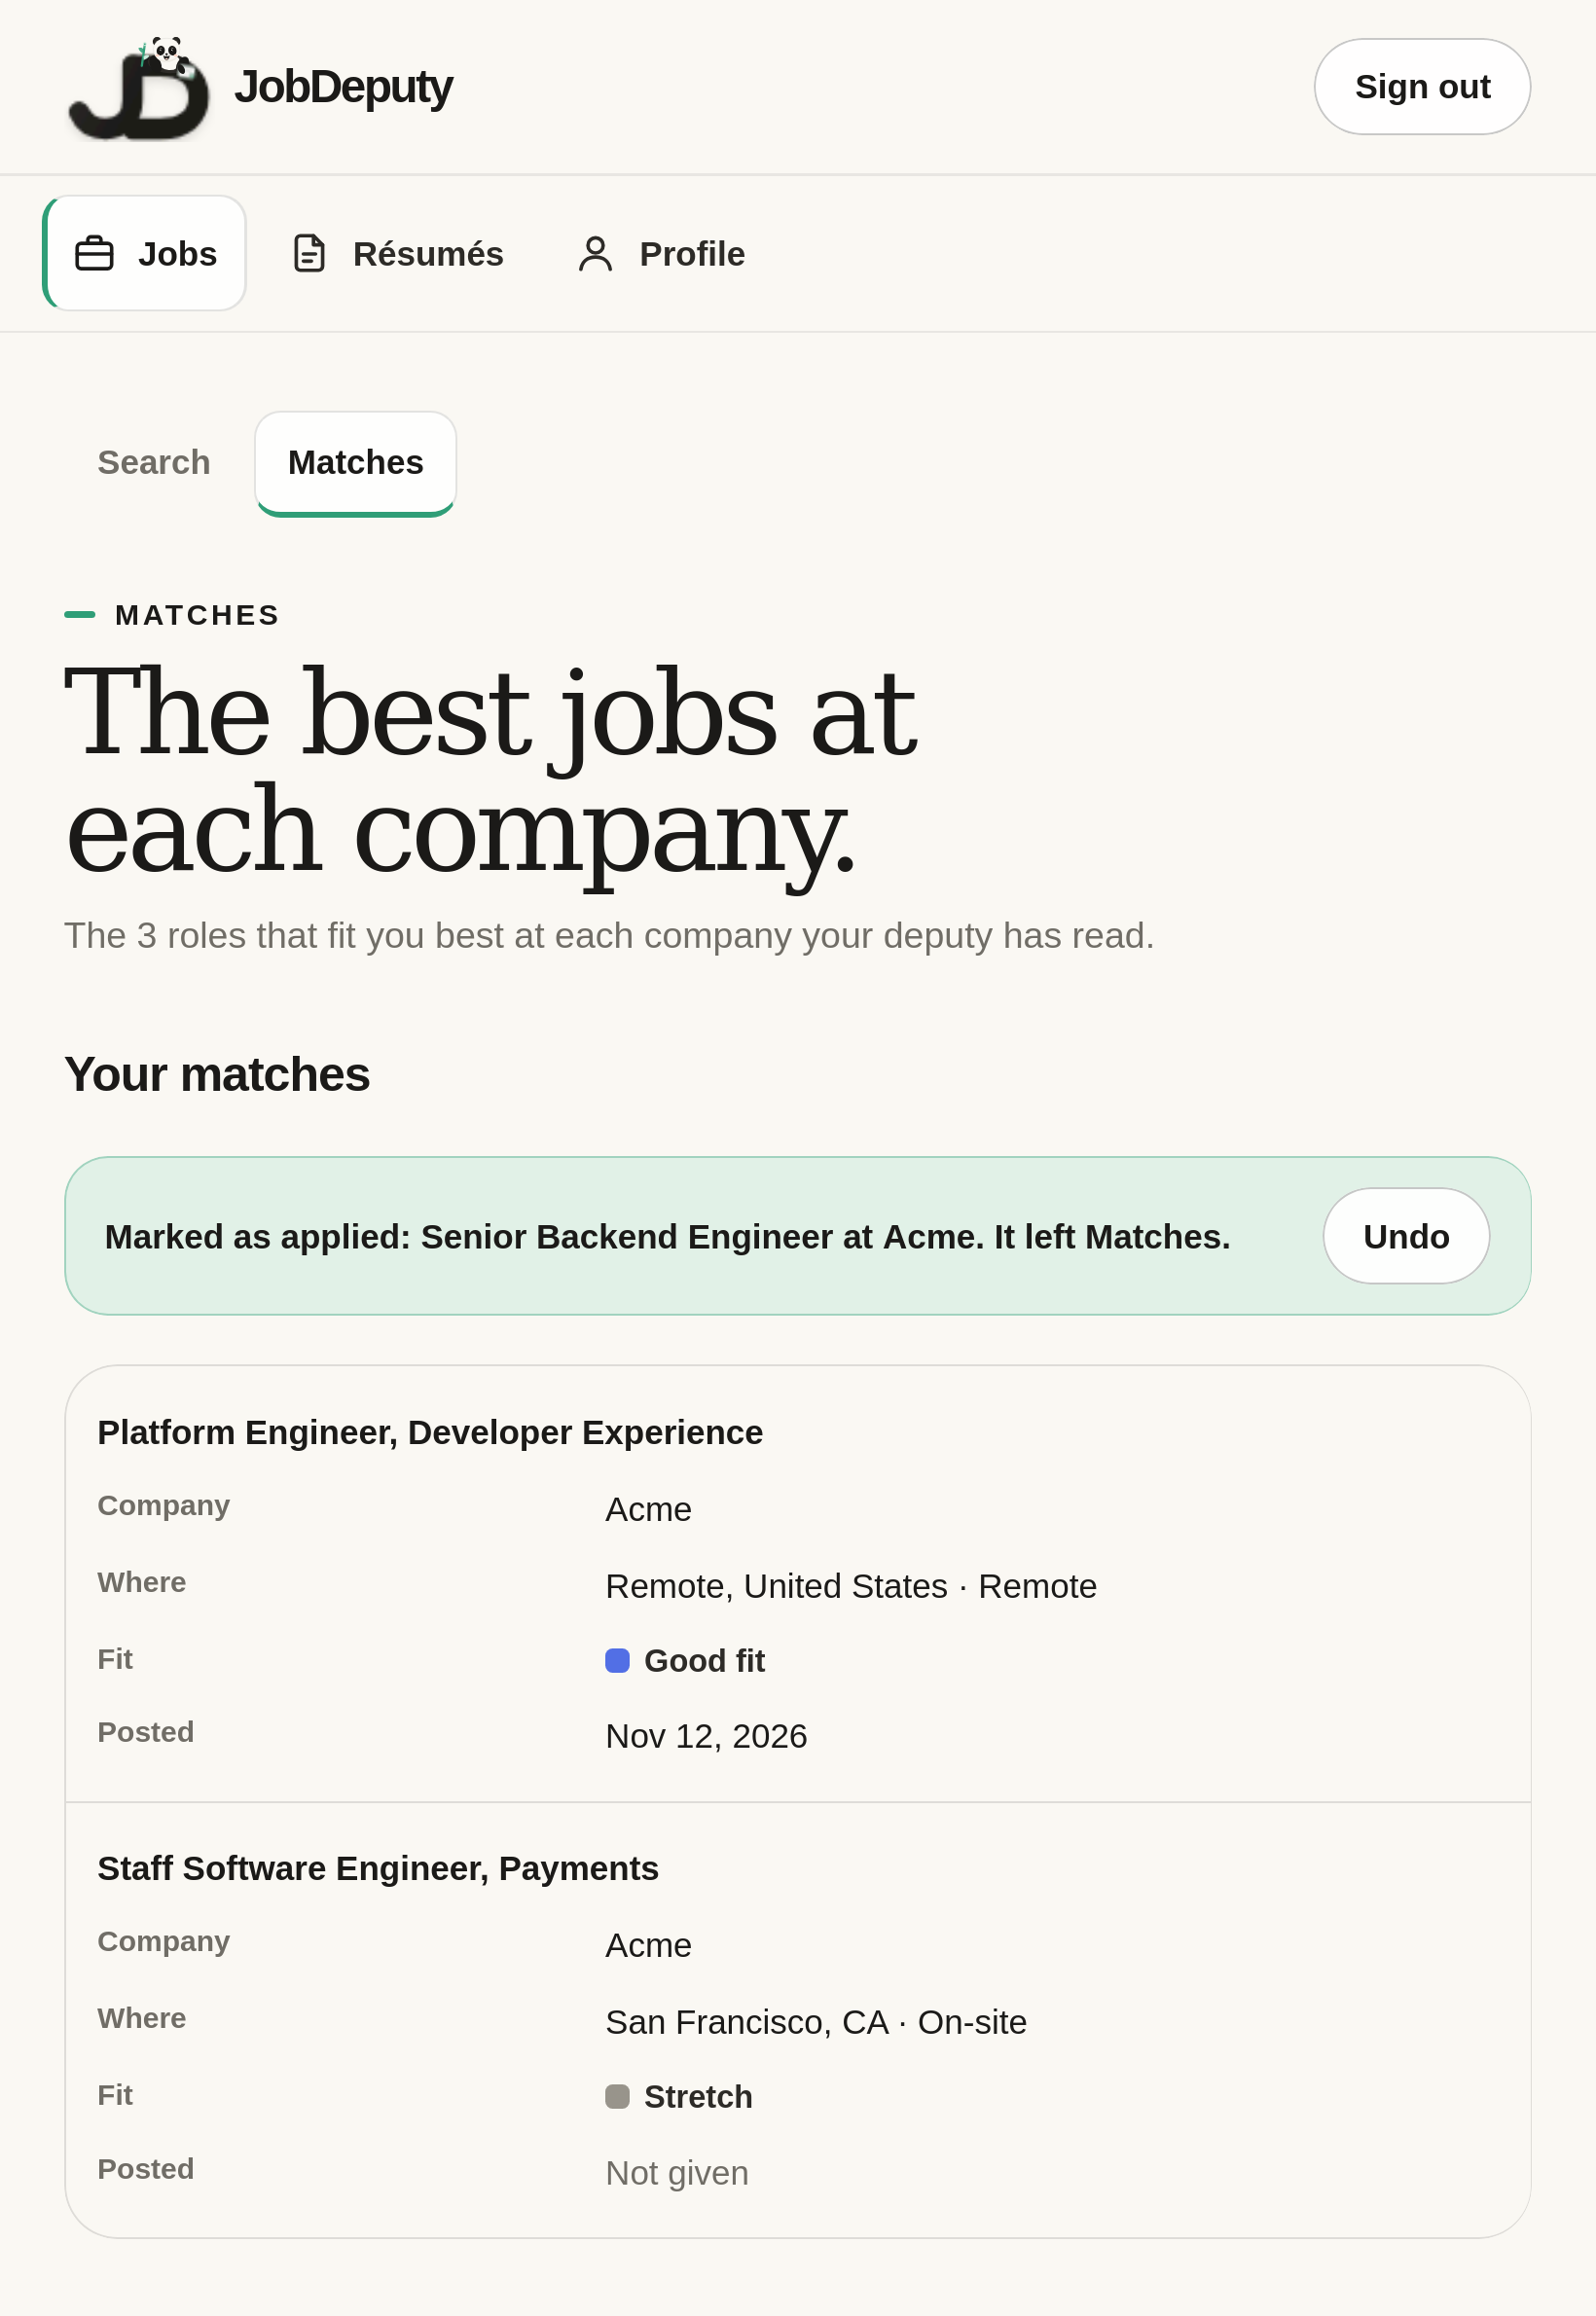 JD JobDeputy
Sign out
Jobs
Résumés
Profile
Search
Matches
MATCHES
The best jobs at
each company.
The 3 roles that fit you best at each company your deputy has read.
Your matches
Marked as applied: Senior Backend Engineer at Acme. It left Matches.
Undo
Platform Engineer, Developer Experience
Company Acme
Where Remote, United States · Remote
Fit Good fit
Posted Nov 12, 2026
Staff Software Engineer, Payments
Company Acme
Where San Francisco, CA · On-site
Fit Stretch
Posted Not given